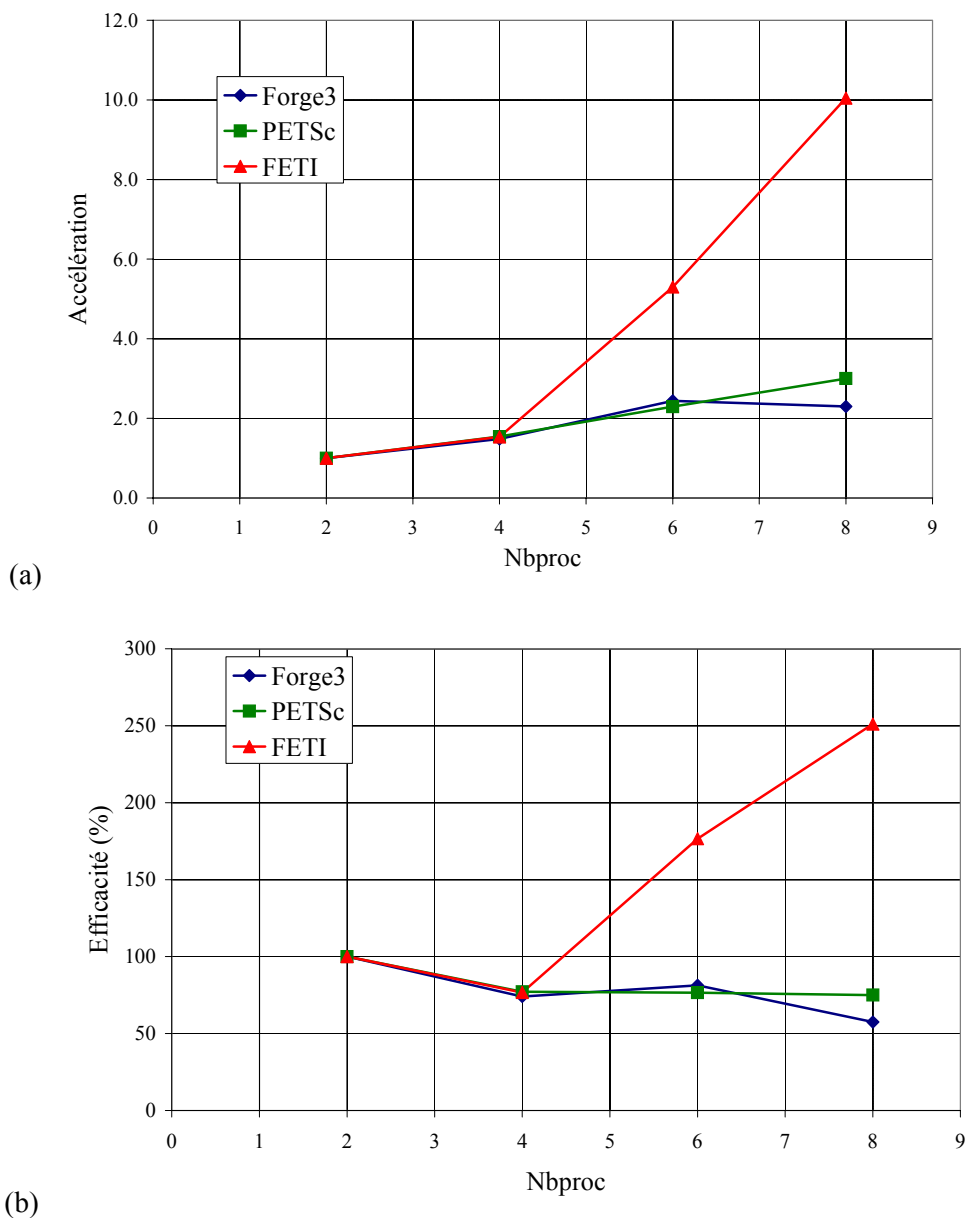 12.0
10.0
8.0
6.0
4.0
2.0
0.0
Accélération
Forge3
PETSc
FETI
0 1 2 3 4 5 6 7 8 9
Nbproc
(a)
300
250
200
150
100
50
0
Efficacité (%)
Forge3
PETSc
FETI
0 1 2 3 4 5 6 7 8 9
Nbproc
(b)